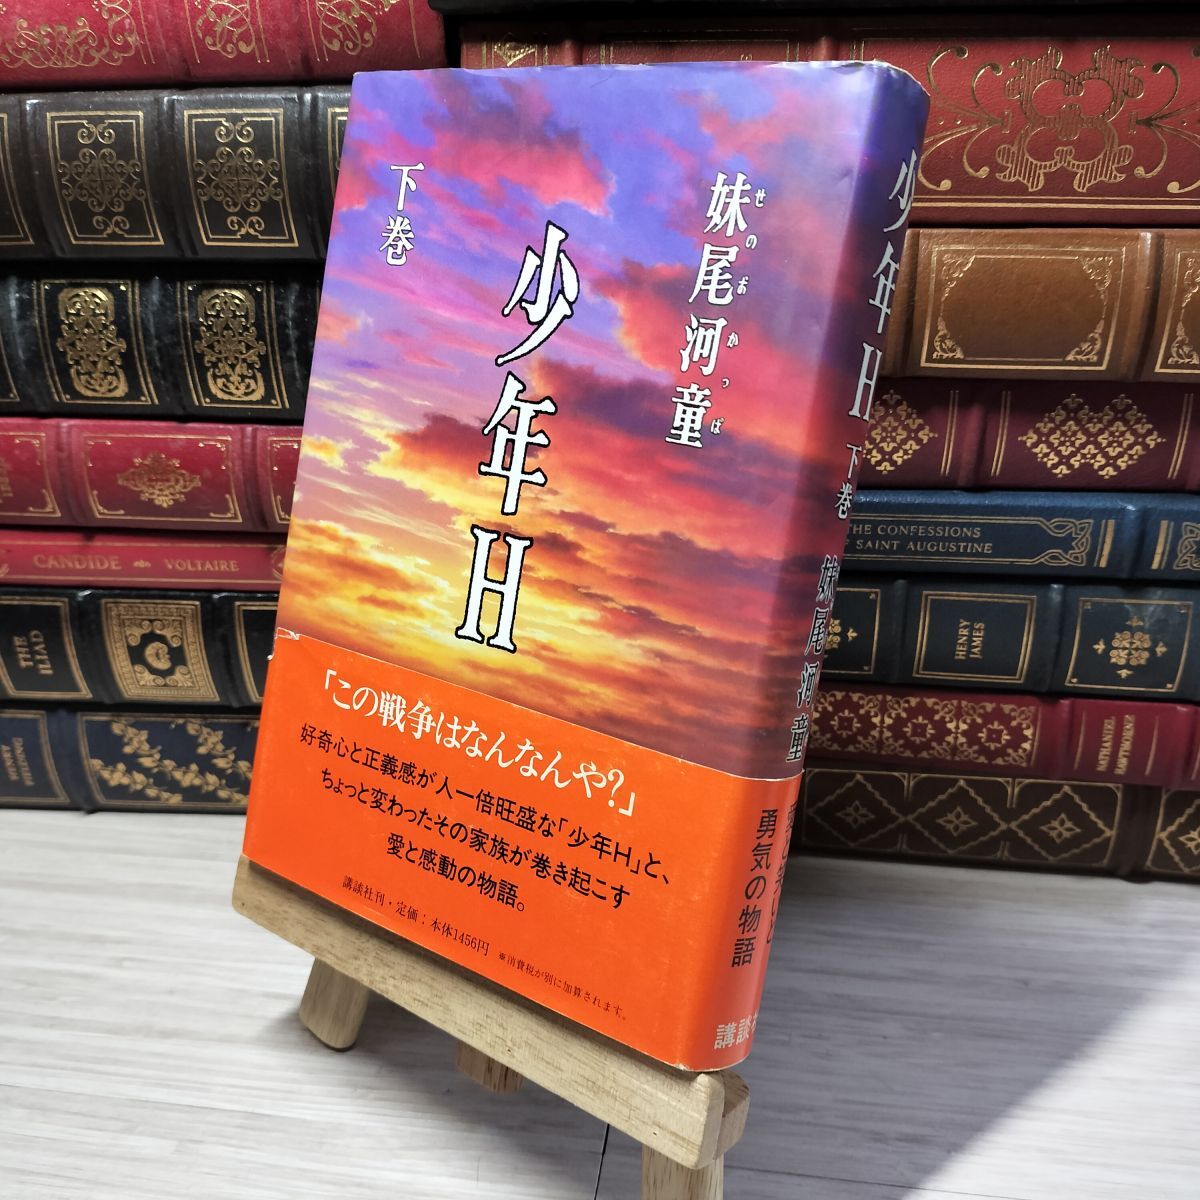 妹尾河童
せのおかっぱ
少年H
下巻
「この戦争はなんなんや?」
好奇心と正義感が人一倍旺盛な「少年H」と、
ちょっと変わったその家族が巻き起こす
愛と感動の物語。
講談社刊・定価：本体1456円
※消費税が別に加算されます。
少年H 下巻 妹尾河童
勇気の物語
講談
CANDIDE VOLTAIRE
THE
ILIAD
THE CONFESSIONS
SAINT AUGUSTINE
HENRY
JAMES
NATHANIEL
HAWTHORNE